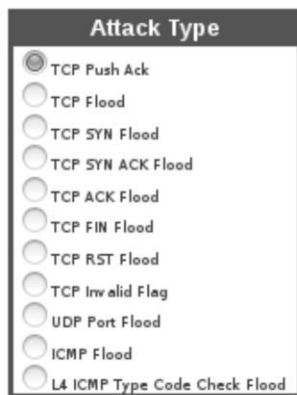 Attack Type
TCP Push Ack
TCP Flood
TCP SYN Flood
TCP SYN ACK Flood
TCP ACK Flood
TCP FIN Flood
TCP RST Flood
TCP Invalid Flag
UDP Port Flood
ICMP Flood
L4 ICMP Type Code Check Flood